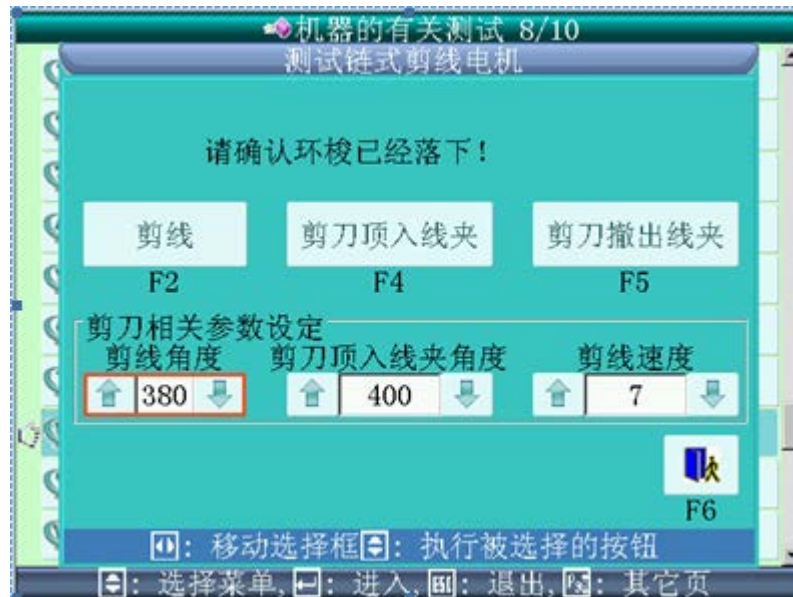 机器的有关测试 8/10
测试链式剪线电机
请确认环梭已经落下!
剪线 剪刀顶入线夹 剪刀撤出线夹
F2 F4 F5
剪刀相关参数设定
剪线角度 剪刀顶入线夹角度 剪线速度
380 400 7
F6
: 移动选择框 : 执行被选择的按钮
: 选择菜单, : 进入, ESC : 退出, : 其它页